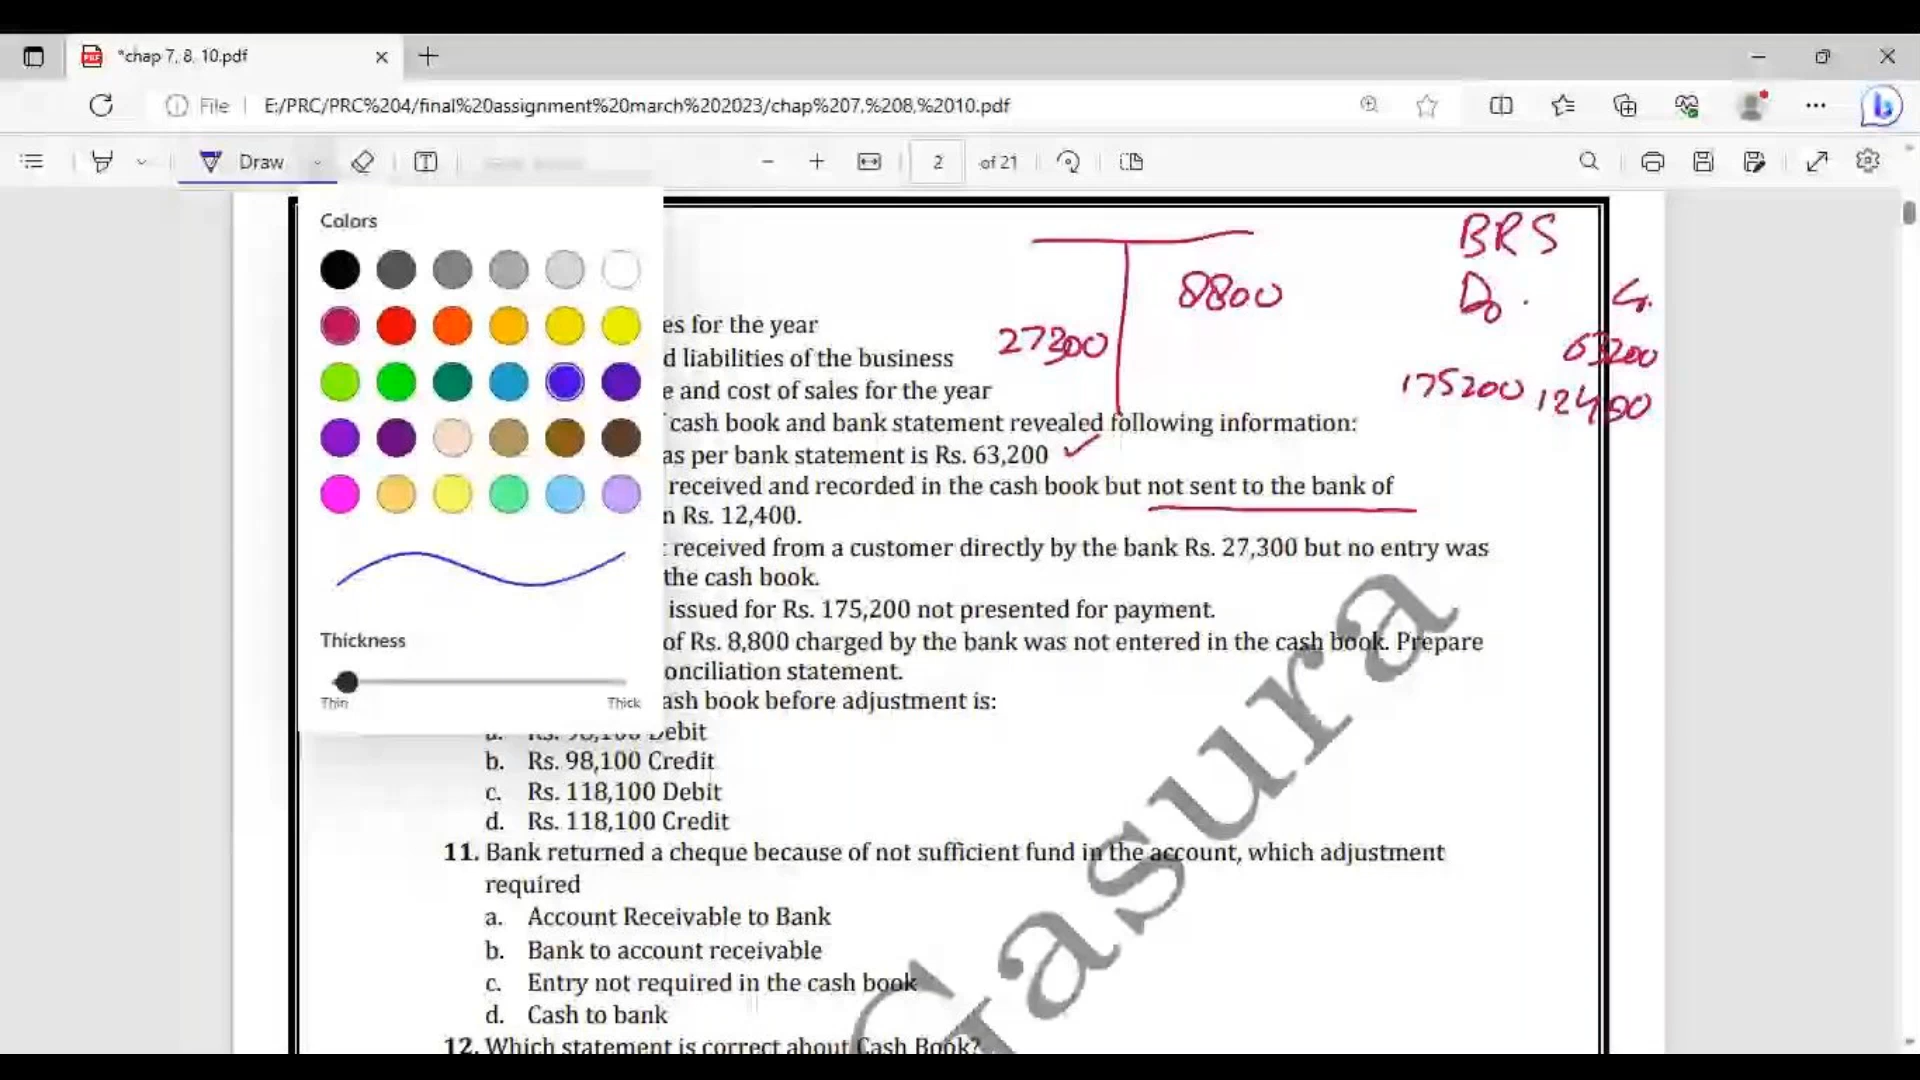 *chap 7, 8, 10.pdf
File E:/PRC/PRC%204/final%20assignment%20march%202023/chap%207,%208,%2010.pdf
Draw 2 of 21
Colors
Thickness
Thin Thick
BRS
Dr. Cr.
8800
27300
63200
175200 12400
es for the year
d liabilities of the business
e and cost of sales for the year
cash book and bank statement revealed following information:
as per bank statement is Rs. 63,200
received and recorded in the cash book but not sent to the bank of
n Rs. 12,400.
received from a customer directly by the bank Rs. 27,300 but no entry was
the cash book.
issued for Rs. 175,200 not presented for payment.
of Rs. 8,800 charged by the bank was not entered in the cash book. Prepare
onciliation statement.
ash book before adjustment is:
a. Rs. 98,100 Debit
b. Rs. 98,100 Credit
c. Rs. 118,100 Debit
d. Rs. 118,100 Credit
11. Bank returned a cheque because of not sufficient fund in the account, which adjustment
required
a. Account Receivable to Bank
b. Bank to account receivable
c. Entry not required in the cash book
d. Cash to bank
12. Which statement is correct about Cash Book?
Gasura